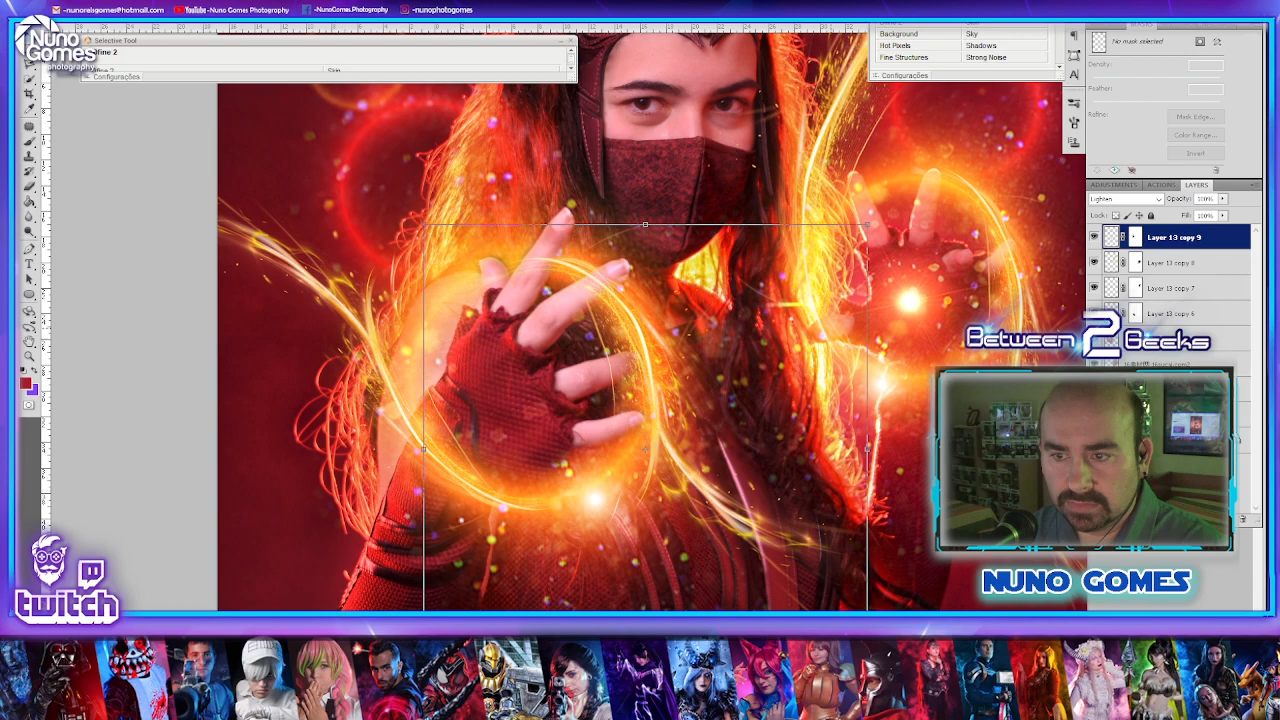 -nunoreisgomes@hotmail.com
Youtube -Nuno Gomes Photography
-NunoGomes.Photography
-nunophotogomes
Nuno
Gomes
photography
Selective Tool
Skin
Configurações
Background
Sky
Hot Pixels
Shadows
Fine Structures
Strong Noise
Configurações
MASKS
No mask selected
Density:
Feather:
Refine:
Mask Edge...
Color Range...
Invert
ADJUSTMENTS
ACTIONS
LAYERS
Lighten
Opacity: 100%
Lock:
Fill: 100%
Layer 13 copy 9
Layer 13 copy 8
Layer 13 copy 7
Layer 13 copy 6
Between 2 Geeks
NUNO GOMES
twitch